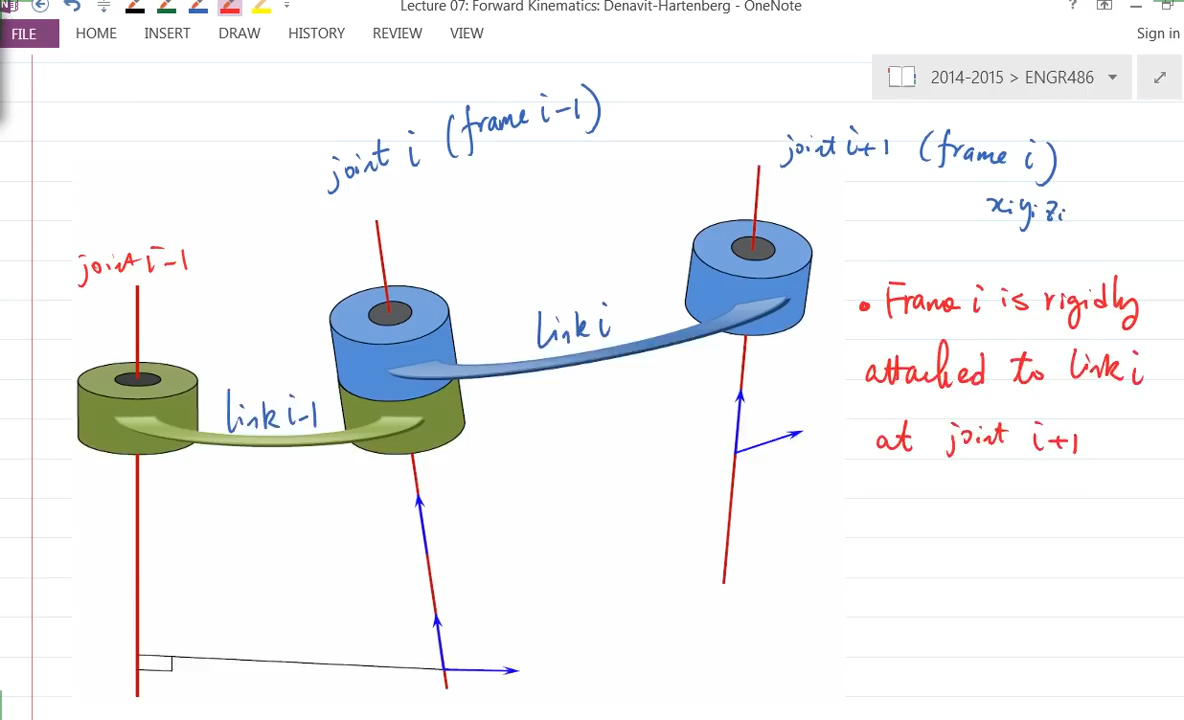 Lecture 07: Forward Kinematics: Denavit-Hartenberg - OneNote
FILE HOME INSERT DRAW HISTORY REVIEW VIEW
Sign in
2014-2015 > ENGR486
joint i (frame i-1)
joint i+1 (frame i)
xi yi zi
joint i-1
link i
link i-1
• Frame i is rigidly
attached to link i
at joint i+1